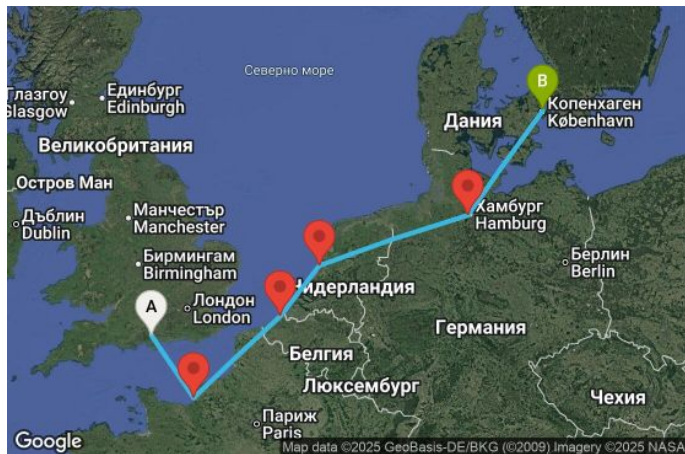 Северно море
B
Глазгоу
Glasgow
Единбург
Edinburgh
Копенхаген
København
Дания
Великобритания
Остров Ман
Дъблин
Dublin
Манчестър
Manchester
Хамбург
Hamburg
Бирмингам
Birmingham
Берлин
Berlin
A
Лондон
London
Нидерландия
Германия
Белгия
Люксембург
Чехия
Париж
Paris
Google
Map data ©2025 GeoBasis-DE/BKG (©2009) Imagery ©2025 NASA